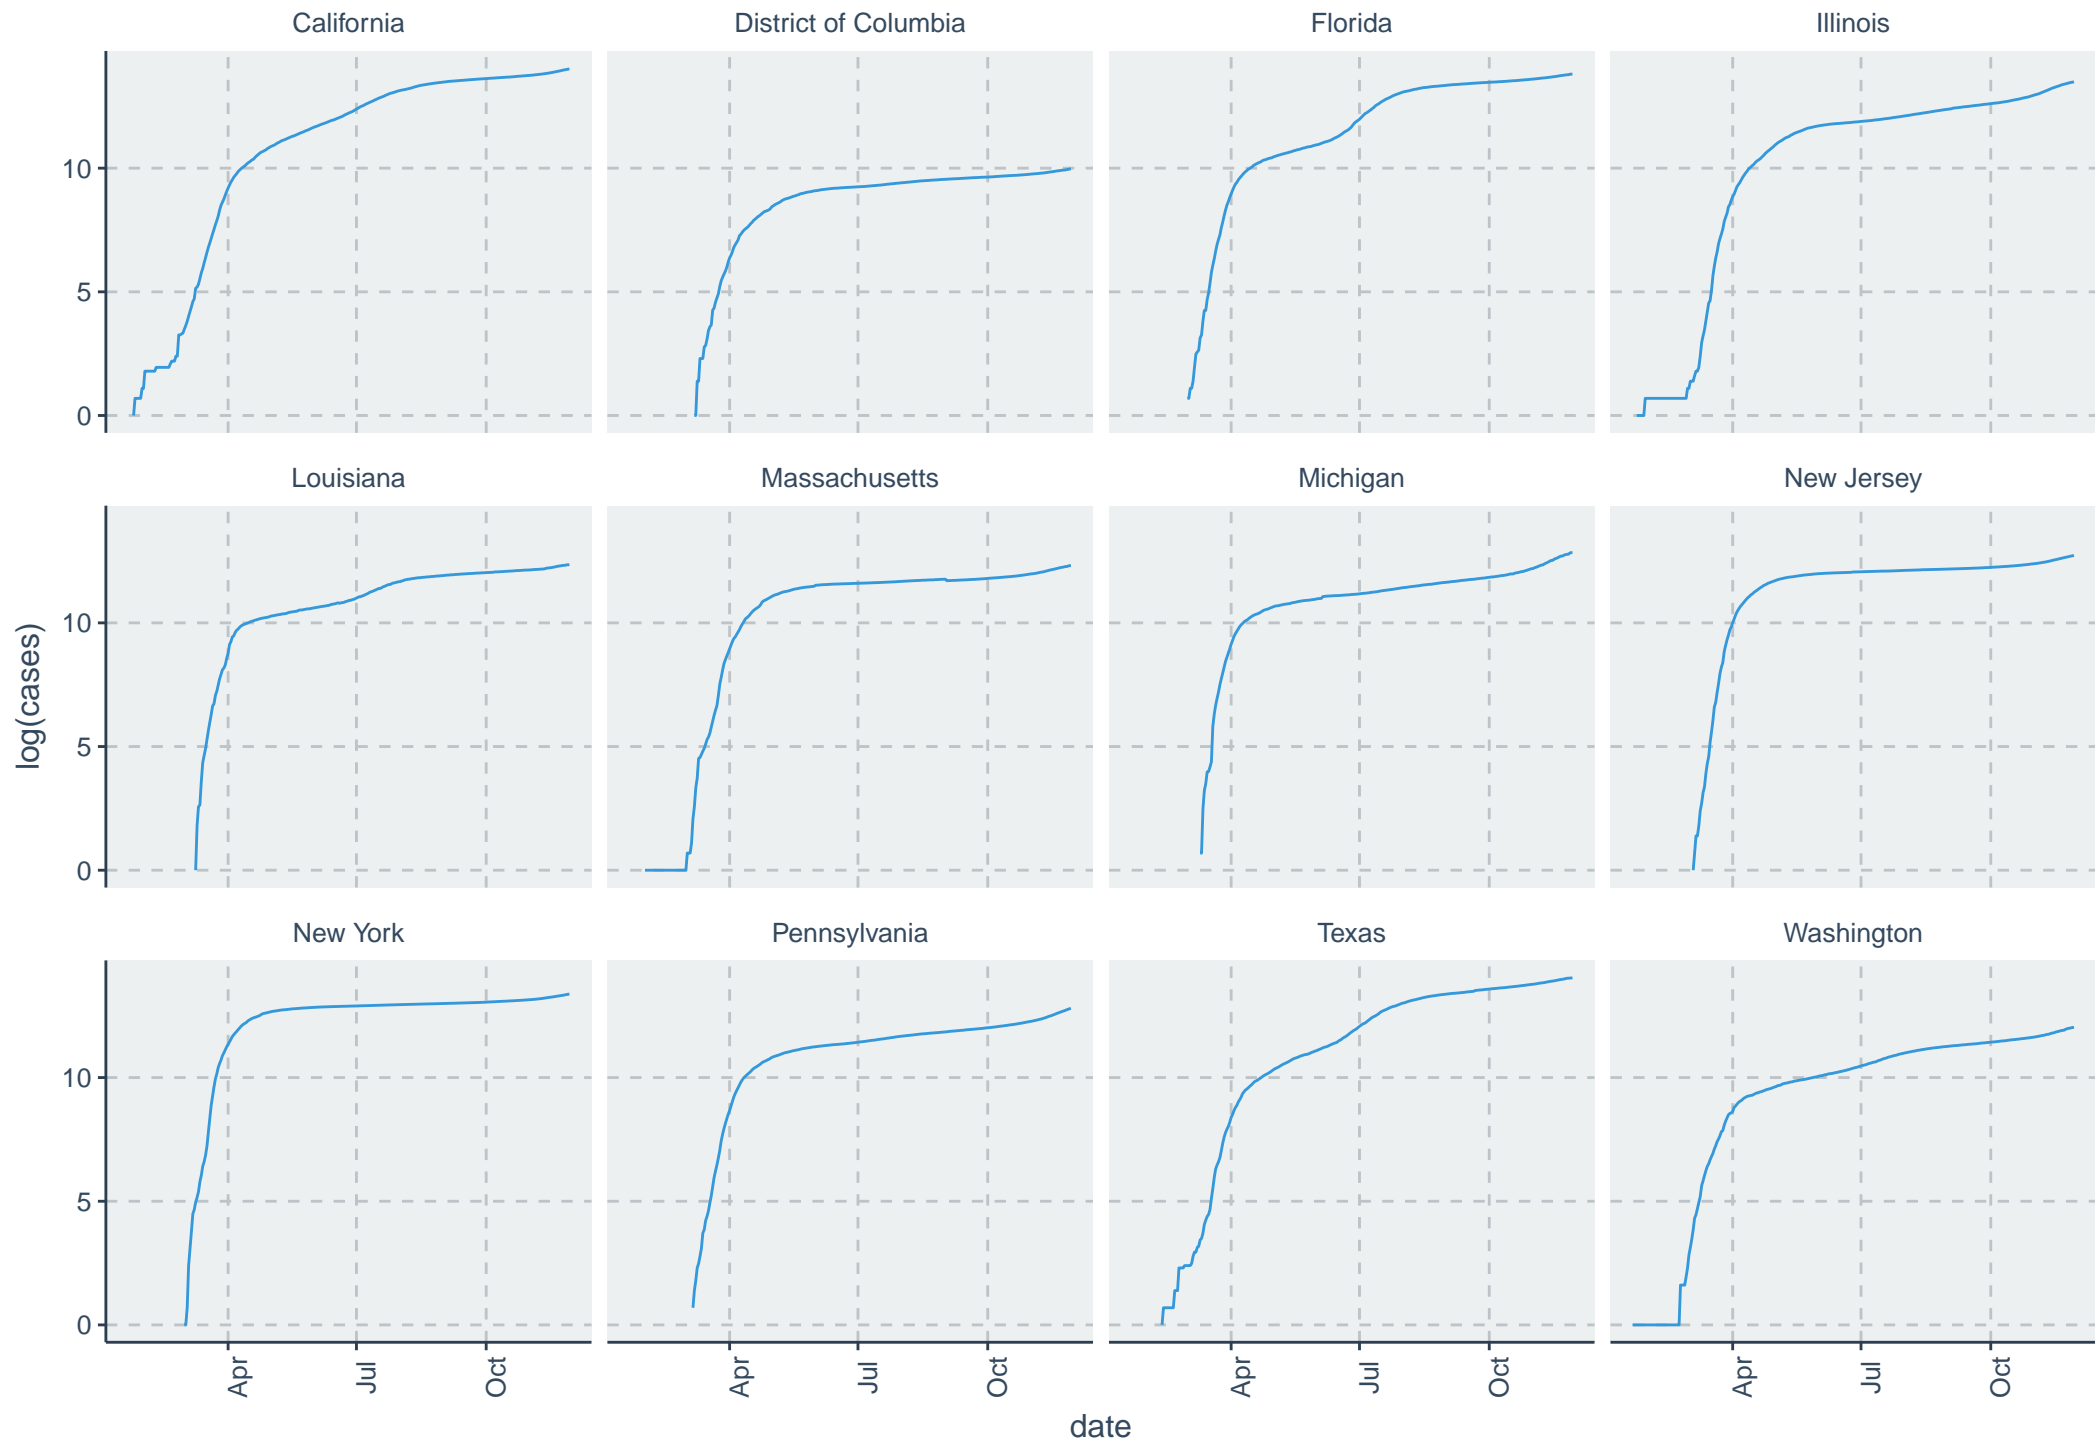 California District of Columbia Florida Illinois
10
5
0
Louisiana Massachusetts Michigan New Jersey
10
5
0
New York Pennsylvania Texas Washington
10
5
0
Apr Jul Oct Apr Jul Oct Apr Jul Oct Apr Jul Oct
date
log(cases)